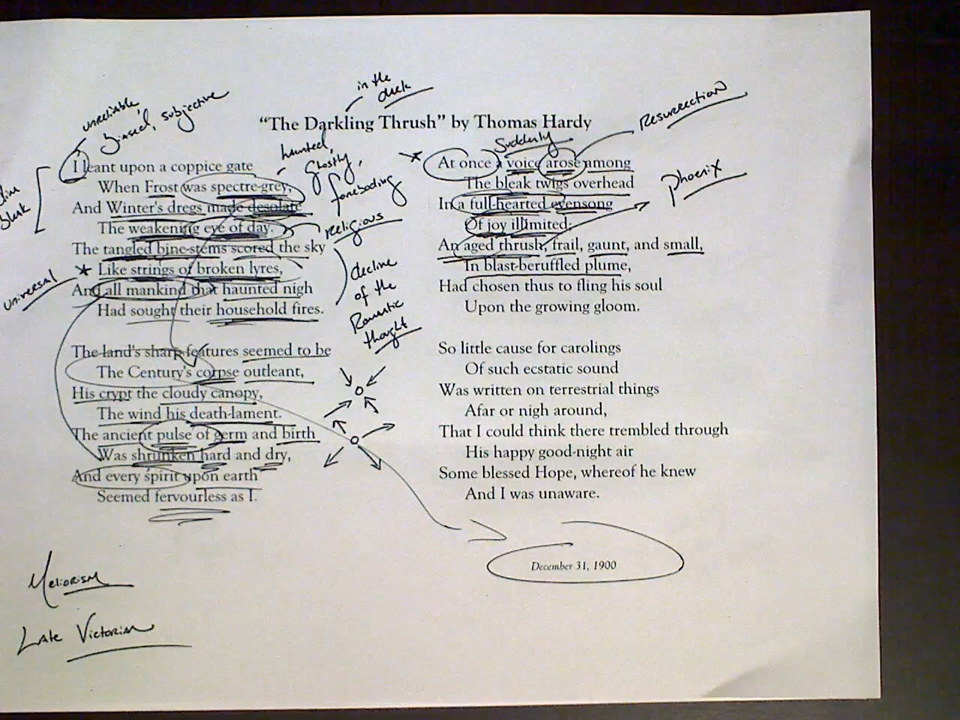 in the
dark
unreliable,
biased, subjective
"The Darkling Thrush" by Thomas Hardy
I leant upon a coppice gate
When Frost was spectre-grey,
And Winter's dregs made desolate
The weakening eye of day.
The tangled bine-stems scored the sky
Like strings of broken lyres,
And all mankind that haunted nigh
Had sought their household fires.
haunted,
ghostly,
foreboding
religious
decline
of the
Romantic
thought
bleak
universal
The land's sharp features seemed to be
The Century's corpse outleant,
His crypt the cloudy canopy,
The wind his death-lament.
The ancient pulse of germ and birth
Was shrunken hard and dry,
And every spirit upon earth
Seemed fervourless as I.
Suddenly
Resurrection
At once a voice arose among
The bleak twigs overhead
In a full-hearted evensong
Of joy illimited;
An aged thrush, frail, gaunt, and small,
In blast-beruffled plume,
Had chosen thus to fling his soul
Upon the growing gloom.
Phoenix
So little cause for carolings
Of such ecstatic sound
Was written on terrestrial things
Afar or nigh around,
That I could think there trembled through
His happy good-night air
Some blessed Hope, whereof he knew
And I was unaware.
December 31, 1900
Meliorism
Late Victorian